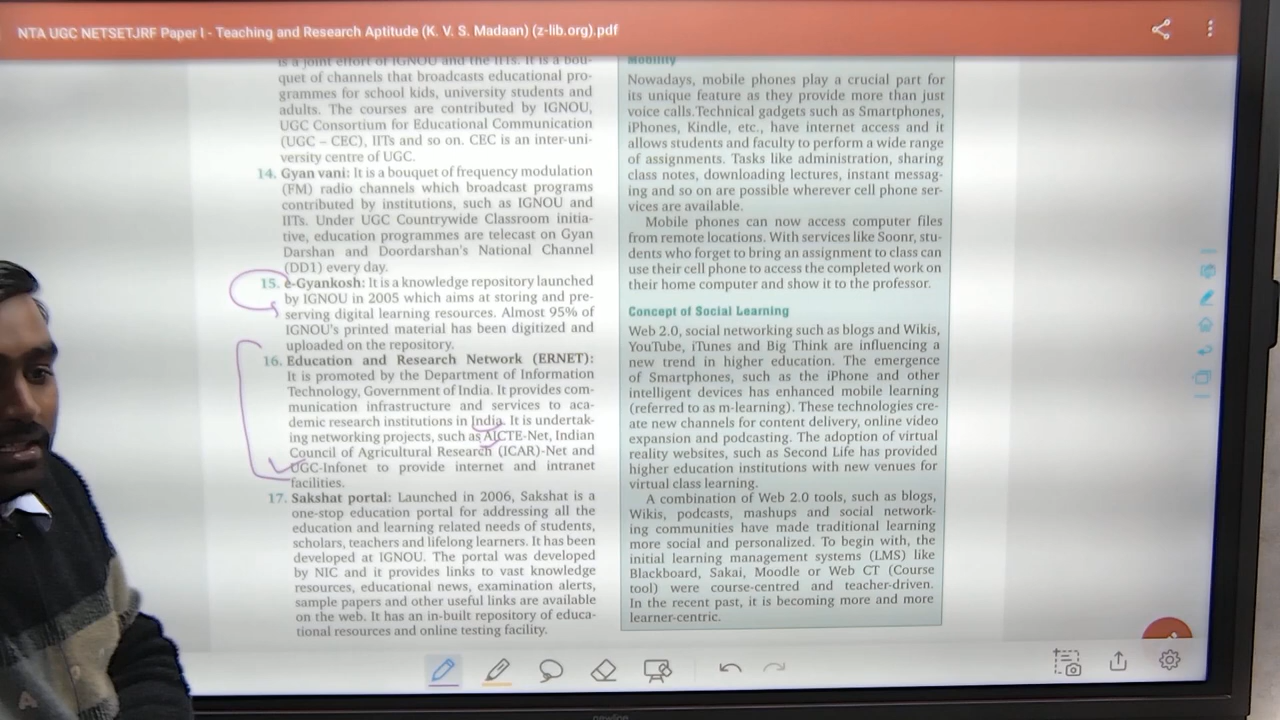 NTA UGC NETSETJRF Paper I - Teaching and Research Aptitude (K. V. S. Madaan) (z-lib.org).pdf
is a joint effort of IGNOU and the IITs. It is a bou-
quet of channels that broadcasts educational pro-
grammes for school kids, university students and
adults. The courses are contributed by IGNOU,
UGC Consortium for Educational Communication
(UGC – CEC), IITs and so on. CEC is an inter-uni-
versity centre of UGC.
14. Gyan vani: It is a bouquet of frequency modulation
(FM) radio channels which broadcast programs
contributed by institutions, such as IGNOU and
IITs. Under UGC Countrywide Classroom initia-
tive, education programmes are telecast on Gyan
Darshan and Doordarshan's National Channel
(DD1) every day.
15. e-Gyankosh: It is a knowledge repository launched
by IGNOU in 2005 which aims at storing and pre-
serving digital learning resources. Almost 95% of
IGNOU's printed material has been digitized and
uploaded on the repository.
16. Education and Research Network (ERNET):
It is promoted by the Department of Information
Technology, Government of India. It provides com-
munication infrastructure and services to aca-
demic research institutions in India. It is undertak-
ing networking projects, such as AICTE-Net, Indian
Council of Agricultural Research (ICAR)-Net and
UGC-Infonet to provide internet and intranet
facilities.
17. Sakshat portal: Launched in 2006, Sakshat is a
one-stop education portal for addressing all the
education and learning related needs of students,
scholars, teachers and lifelong learners. It has been
developed at IGNOU. The portal was developed
by NIC and it provides links to vast knowledge
resources, educational news, examination alerts,
sample papers and other useful links are available
on the web. It has an in-built repository of educa-
tional resources and online testing facility.
Mobility
Nowadays, mobile phones play a crucial part for
its unique feature as they provide more than just
voice calls.Technical gadgets such as Smartphones,
iPhones, Kindle, etc., have internet access and it
allows students and faculty to perform a wide range
of assignments. Tasks like administration, sharing
class notes, downloading lectures, instant messag-
ing and so on are possible wherever cell phone ser-
vices are available.
Mobile phones can now access computer files
from remote locations. With services like Soonr, stu-
dents who forget to bring an assignment to class can
use their cell phone to access the completed work on
their home computer and show it to the professor.
Concept of Social Learning
Web 2.0, social networking such as blogs and Wikis,
YouTube, iTunes and Big Think are influencing a
new trend in higher education. The emergence
of Smartphones, such as the iPhone and other
intelligent devices has enhanced mobile learning
(referred to as m-learning). These technologies cre-
ate new channels for content delivery, online video
expansion and podcasting. The adoption of virtual
reality websites, such as Second Life has provided
higher education institutions with new venues for
virtual class learning.
A combination of Web 2.0 tools, such as blogs,
Wikis, podcasts, mashups and social network-
ing communities have made traditional learning
more social and personalized. To begin with, the
initial learning management systems (LMS) like
Blackboard, Sakai, Moodle or Web CT (Course
tool) were course-centred and teacher-driven.
In the recent past, it is becoming more and more
learner-centric.
newline